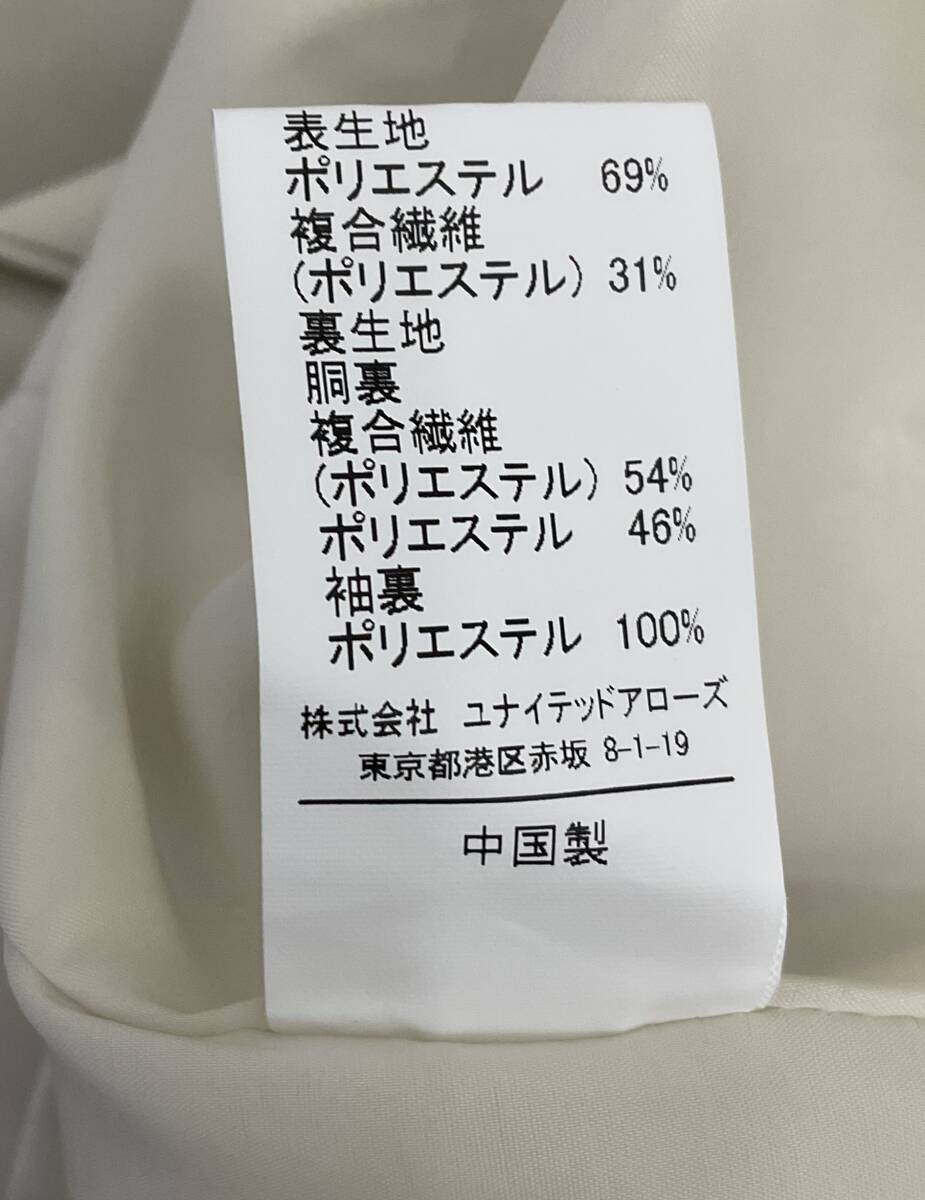 表生地
ポリエステル 69%
複合繊維
(ポリエステル) 31%
裏生地
胴裏
複合繊維
(ポリエステル) 54%
ポリエステル 46%
袖裏
ポリエステル 100%
株式会社 ユナイテッドアローズ
東京都港区赤坂 8-1-19
中国製